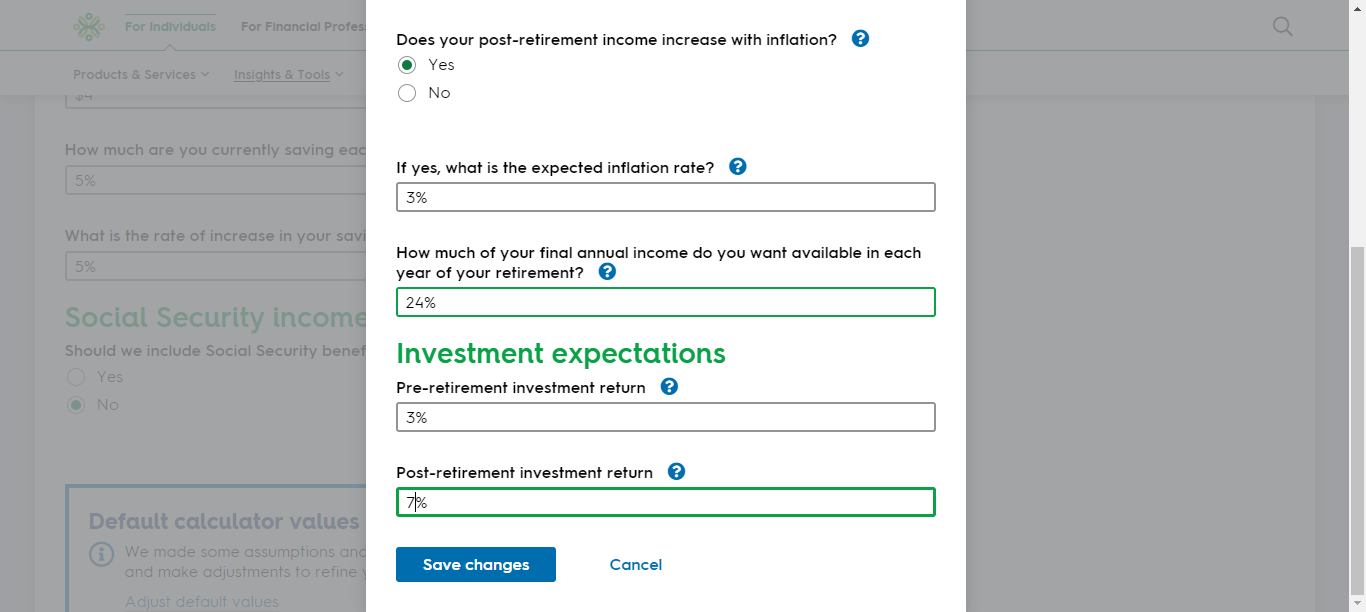 For Individuals
For Financial Profes
Products & Services
Insights & Tools
$4
How much are you currently saving eac
5%
What is the rate of increase in your savi
5%
Social Security income
Should we include Social Security benef
Yes
No
Default calculator values
We made some assumptions and
and make adjustments to refine y
Adjust default values
Does your post-retirement income increase with inflation? ?
Yes
No
If yes, what is the expected inflation rate? ?
3%
How much of your final annual income do you want available in each
year of your retirement? ?
24%
Investment expectations
Pre-retirement investment return ?
3%
Post-retirement investment return ?
7%
Save changes
Cancel